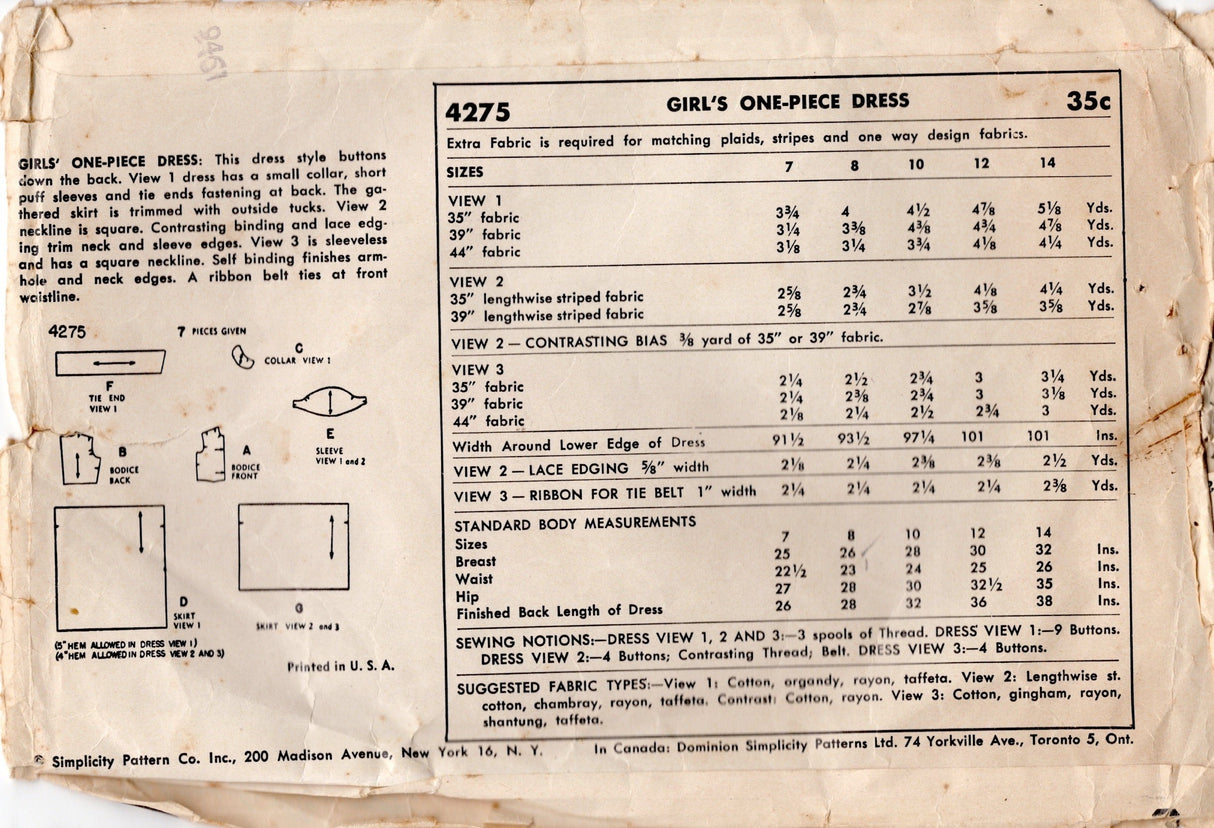 9451
GIRLS' ONE-PIECE DRESS: This dress style buttons
down the back. View 1 dress has a small collar, short
puff sleeves and tie ends fastening at back. The ga-
thered skirt is trimmed with outside tucks. View 2
neckline is square. Contrasting binding and lace edg-
ing trim neck and sleeve edges. View 3 is sleeveless
and has a square neckline. Self binding finishes arm-
hole and neck edges. A ribbon belt ties at front
waistline.
4275 7 PIECES GIVEN
F
TIE END
VIEW 1
C
COLLAR VIEW 1
E
SLEEVE
VIEW 1 and 2
B
BODICE
BACK
A
BODICE
FRONT
D
SKIRT
VIEW 1
G
SKIRT VIEW 2 and 3
(5" HEM ALLOWED IN DRESS VIEW 1)
(4" HEM ALLOWED IN DRESS VIEW 2 AND 3)
Printed in U. S. A.
4275 GIRL'S ONE-PIECE DRESS 35c
Extra Fabric is required for matching plaids, stripes and one way design fabrics.
SIZES 7 8 10 12 14
VIEW 1
35" fabric 3¾ 4 4½ 4⅞ 5⅛ Yds.
39" fabric 3¼ 3⅜ 4⅜ 4¾ 4⅞ Yds.
44" fabric 3⅛ 3¼ 3¾ 4⅛ 4¼ Yds.
VIEW 2
35" lengthwise striped fabric 2⅝ 2¾ 3½ 4⅛ 4¼ Yds.
39" lengthwise striped fabric 2⅝ 2¾ 2⅞ 3⅝ 3⅝ Yds.
VIEW 2 — CONTRASTING BIAS ⅜ yard of 35" or 39" fabric.
VIEW 3
35" fabric 2¼ 2½ 2¾ 3 3¼ Yds.
39" fabric 2¼ 2⅜ 2¾ 3 3⅛ Yds.
44" fabric 2⅛ 2¼ 2½ 2¾ 3 Yds.
Width Around Lower Edge of Dress 91½ 93½ 97¼ 101 101 Ins.
VIEW 2 — LACE EDGING ⅝" width 2⅛ 2¼ 2⅜ 2⅜ 2½ Yds.
VIEW 3 — RIBBON FOR TIE BELT 1" width 2¼ 2¼ 2¼ 2¼ 2⅜ Yds.
STANDARD BODY MEASUREMENTS
Sizes 7 8 10 12 14
Breast 25 26 28 30 32 Ins.
Waist 22½ 23 24 25 26 Ins.
Hip 27 28 30 32½ 35 Ins.
Finished Back Length of Dress 26 28 32 36 38 Ins.
SEWING NOTIONS:—DRESS VIEW 1, 2 AND 3:—3 spools of Thread. DRESS VIEW 1:—9 Buttons.
DRESS VIEW 2:—4 Buttons; Contrasting Thread; Belt. DRESS VIEW 3:—4 Buttons.
SUGGESTED FABRIC TYPES:—View 1: Cotton, organdy, rayon, taffeta. View 2: Lengthwise st.
cotton, chambray, rayon, taffeta. Contrast: Cotton, rayon. View 3: Cotton, gingham, rayon,
shantung, taffeta.
© Simplicity Pattern Co. Inc., 200 Madison Avenue, New York 16, N. Y. In Canada: Dominion Simplicity Patterns Ltd. 74 Yorkville Ave., Toronto 5, Ont.